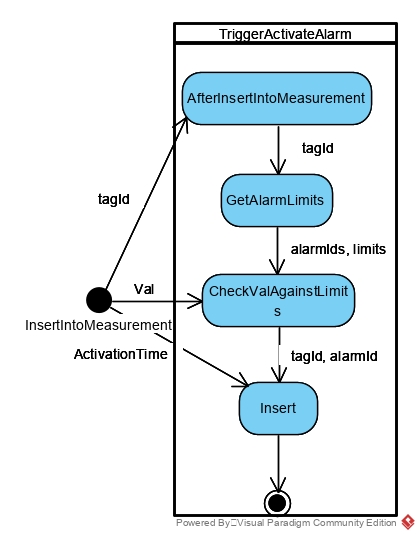 TriggerActivateAlarm
AfterInsertIntoMeasurement
tagId
tagId
GetAlarmLimits
alarmIds, limits
Val
CheckValAgainstLimit
s
InsertIntoMeasurement
ActivationTime
tagId, alarmId
Insert
Powered By Visual Paradigm Community Edition